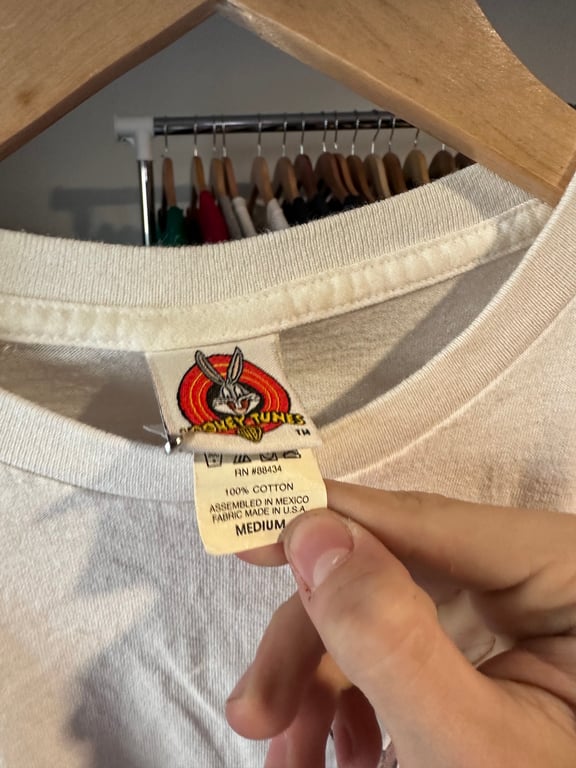 LOONEY TUNES
TM
RN #88434
100% COTTON
ASSEMBLED IN MEXICO
FABRIC MADE IN U.S.A.
MEDIUM